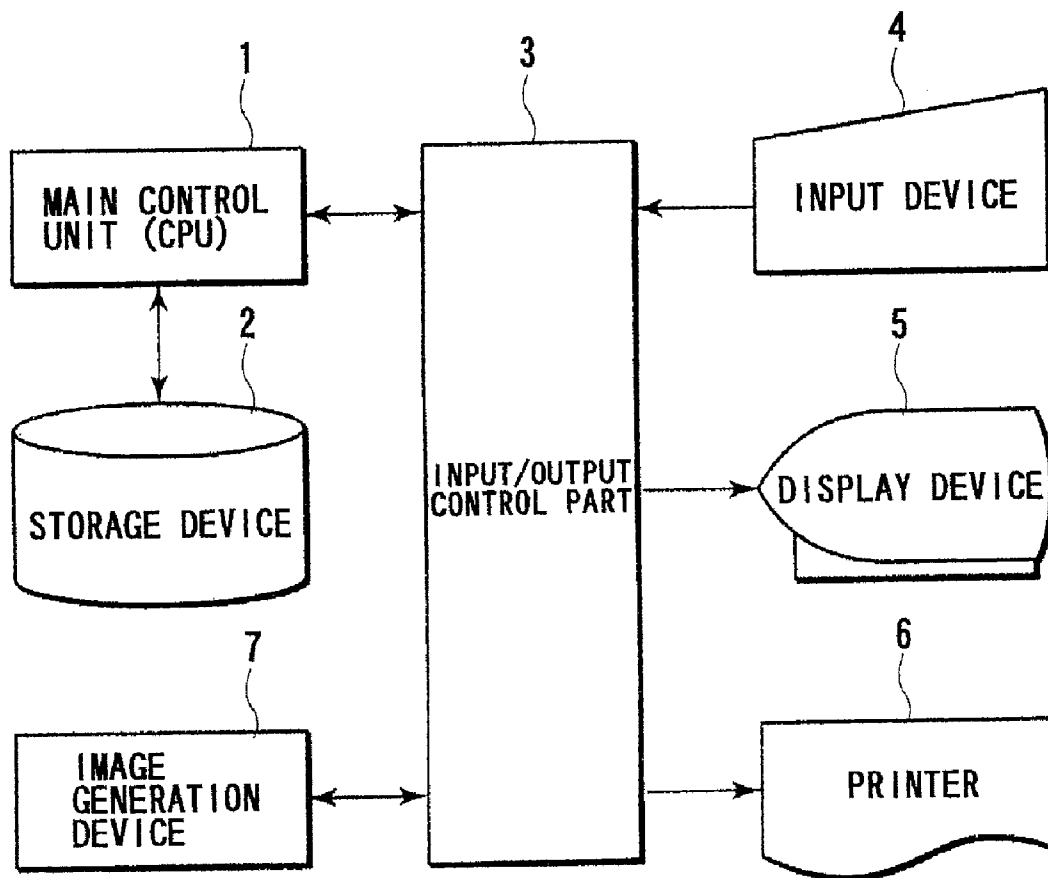 1
MAIN CONTROL
UNIT (CPU)
2
STORAGE DEVICE
7
IMAGE
GENERATION
DEVICE
3
INPUT/OUTPUT
CONTROL PART
4
INPUT DEVICE
5
DISPLAY DEVICE
6
PRINTER